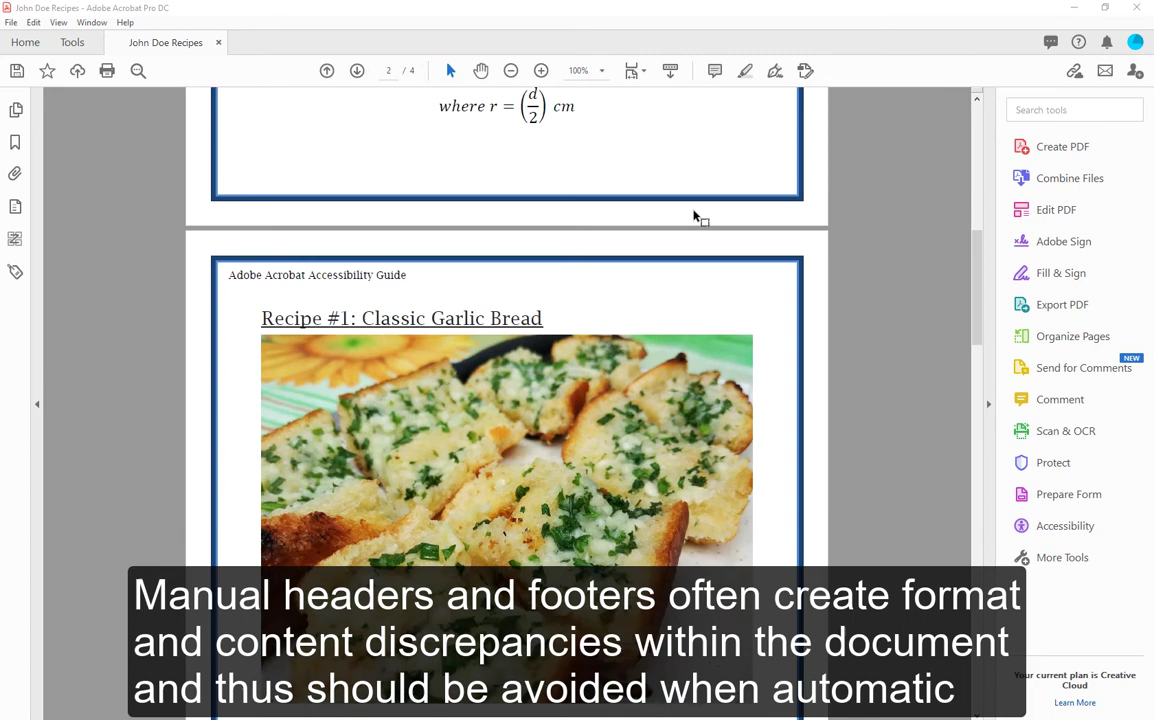 John Doe Recipes - Adobe Acrobat Pro DC
File Edit View Window Help
Home Tools John Doe Recipes ×
2 / 4 100%
where r = (d/2) cm
Adobe Acrobat Accessibility Guide
Recipe #1: Classic Garlic Bread
Manual headers and footers often create format
and content discrepancies within the document
and thus should be avoided when automatic
Search tools
Create PDF
Combine Files
Edit PDF
Adobe Sign
Fill & Sign
Export PDF
Organize Pages
NEW
Send for Comments
Comment
Scan & OCR
Protect
Prepare Form
Accessibility
More Tools
Your current plan is Creative
Cloud
Learn More